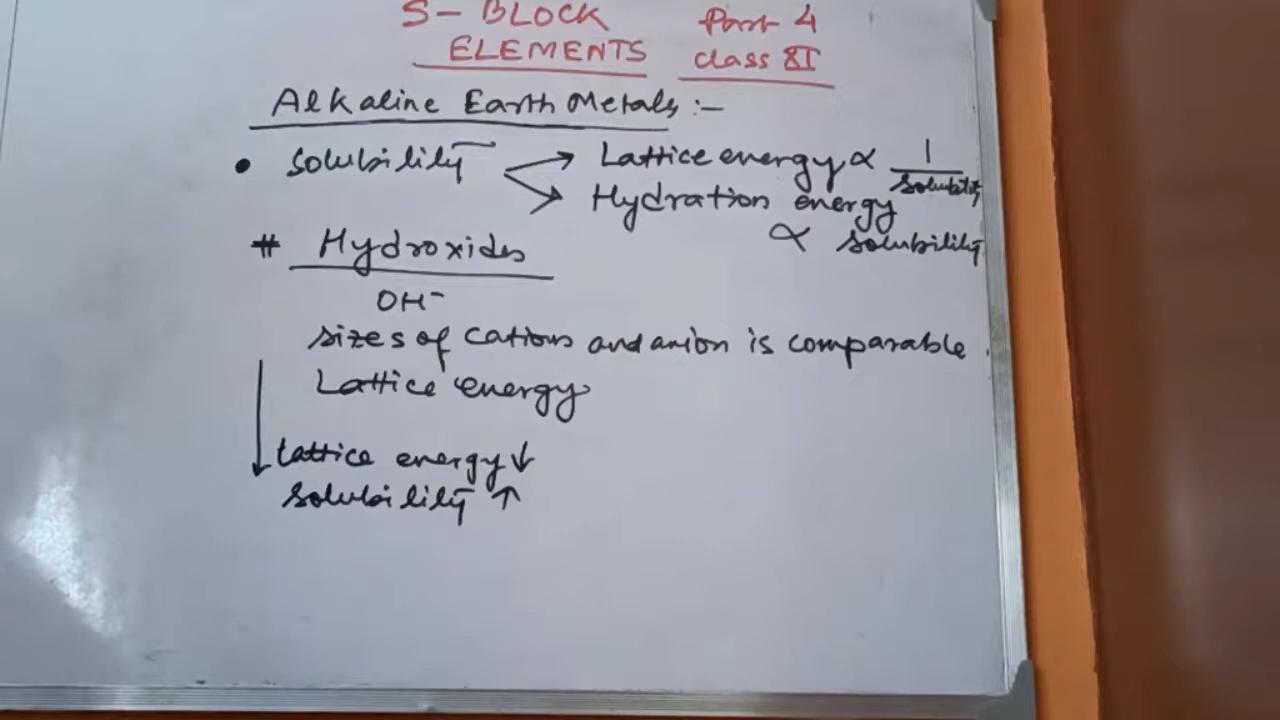 S-BLOCK ELEMENTS
Part 4
class XI
Alkaline Earth Metals :-
• Solubility
Lattice energy ∝ 1/Solubility
Hydration energy ∝ solubility
# Hydroxides
OH⁻
sizes of cations and anion is comparable.
Lattice energy
↓ Lattice energy ↓
solubility ↑